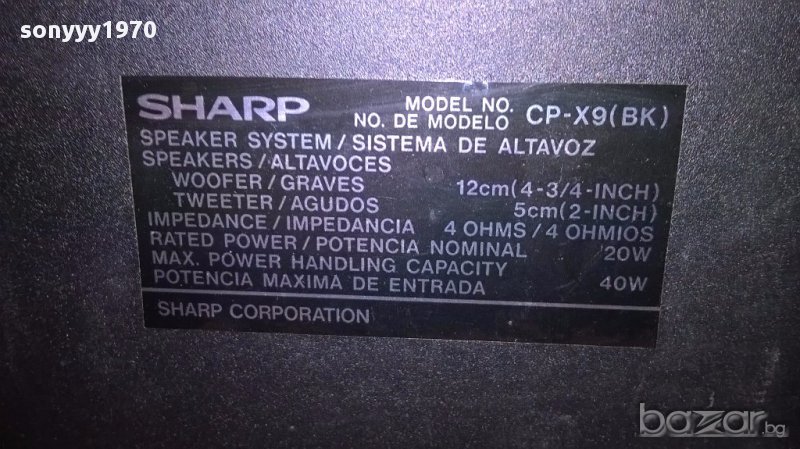 sonyyy1970
SHARP
MODEL NO.
NO. DE MODELO CP-X9(BK)
SPEAKER SYSTEM/SISTEMA DE ALTAVOZ
SPEAKERS/ALTAVOCES
WOOFER/GRAVES 12cm(4-3/4-INCH)
TWEETER/AGUDOS 5cm(2-INCH)
IMPEDANCE/IMPEDANCIA 4 OHMS/4 OHMIOS
RATED POWER/POTENCIA NOMINAL 20W
MAX. POWER HANDLING CAPACITY
POTENCIA MAXIMA DE ENTRADA 40W
SHARP CORPORATION
bazar.bg